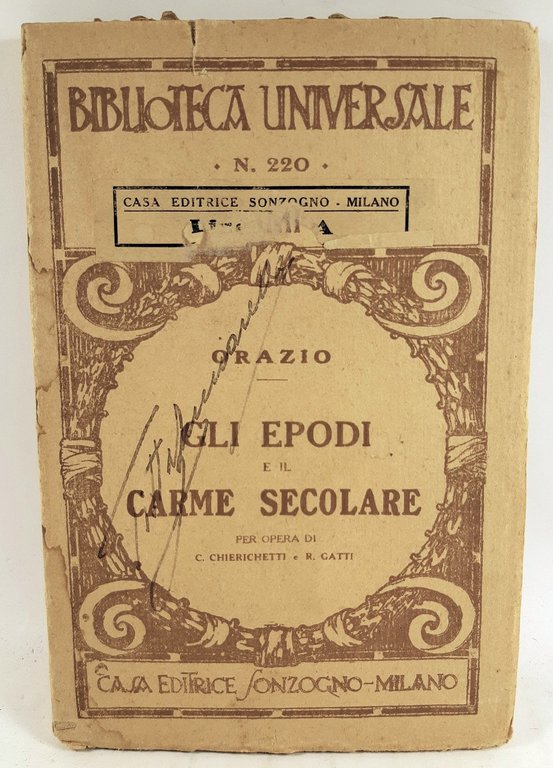 BIBLIOTECA UNIVERSALE
• N. 220 •
CASA EDITRICE SONZOGNO - MILANO
ORAZIO
GLI EPODI
E IL
CARME SECOLARE
PER OPERA DI
C. CHIERICHETTI e R. GATTI
CASA EDITRICE SONZOGNO-MILANO